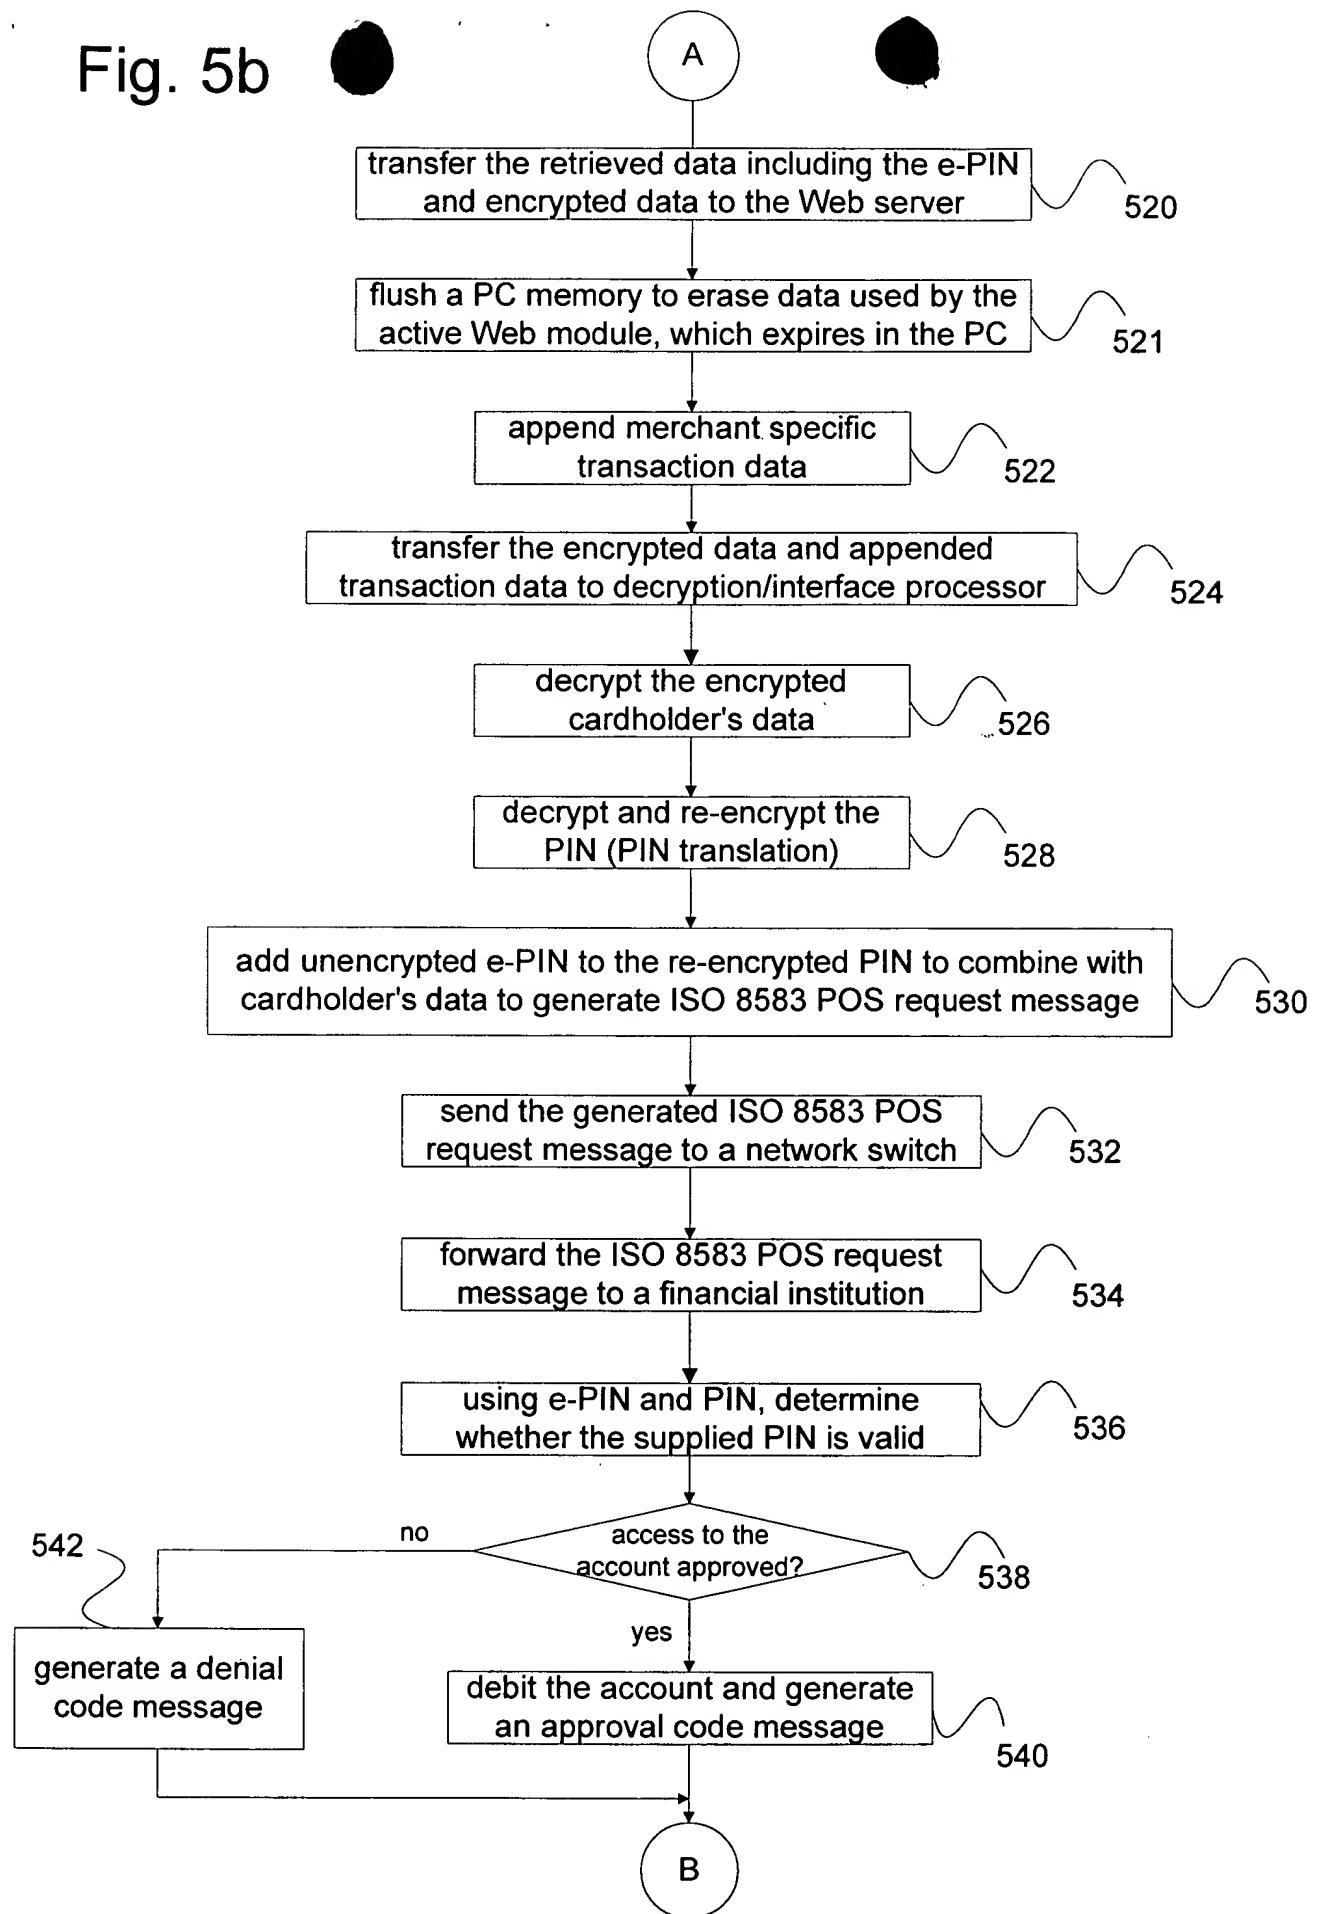 Fig. 5b
A
transfer the retrieved data including the e-PIN
and encrypted data to the Web server
520
flush a PC memory to erase data used by the
active Web module, which expires in the PC
521
append merchant specific
transaction data
522
transfer the encrypted data and appended
transaction data to decryption/interface processor
524
decrypt the encrypted
cardholder's data
526
decrypt and re-encrypt the
PIN (PIN translation)
528
add unencrypted e-PIN to the re-encrypted PIN to combine with
cardholder's data to generate ISO 8583 POS request message
530
send the generated ISO 8583 POS
request message to a network switch
532
forward the ISO 8583 POS request
message to a financial institution
534
using e-PIN and PIN, determine
whether the supplied PIN is valid
536
access to the
account approved?
538
no
542
yes
generate a denial
code message
debit the account and generate
an approval code message
540
B